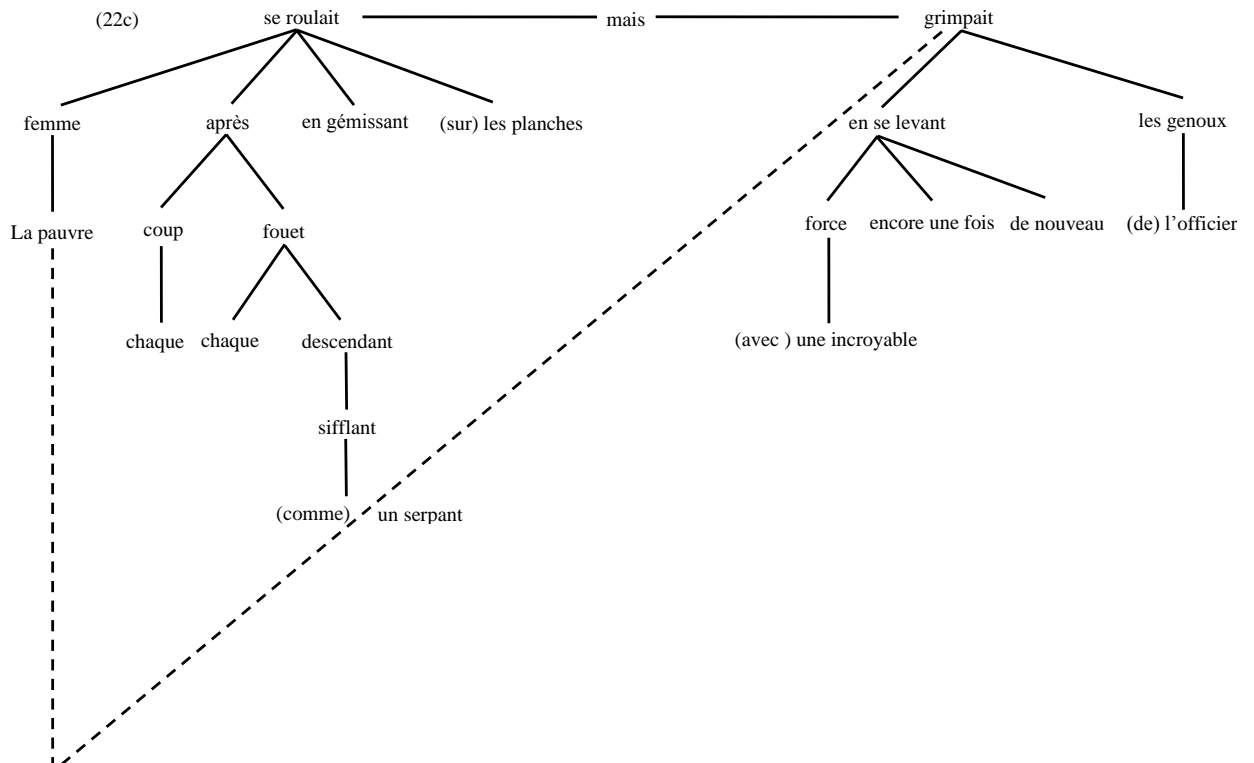 (22c) se roulait mais grimpait
femme après en gémissant (sur) les planches en se levant les genoux
La pauvre coup fouet force encore une fois de nouveau (de) l’officier
chaque chaque descendant (avec ) une incroyable
sifflant
(comme) un serpant